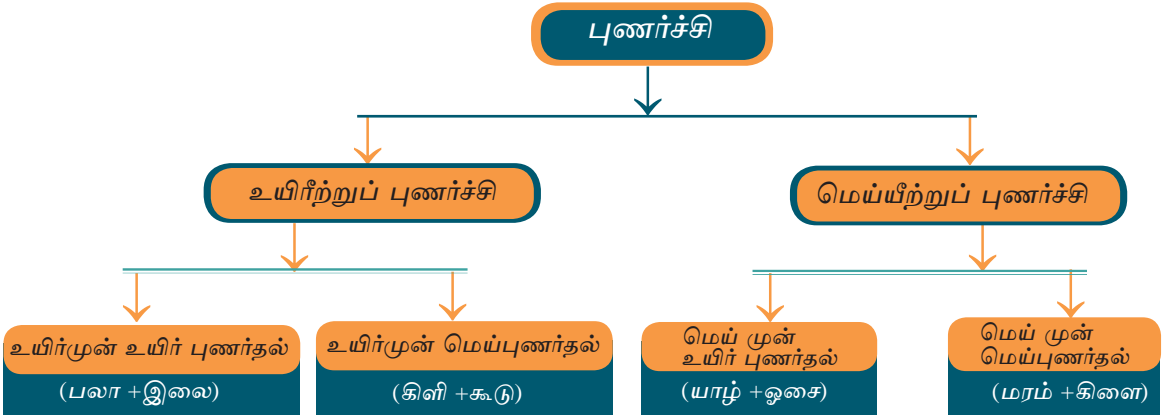 புணர்ச்சி
உயிரீற்றுப் புணர்ச்சி
மெய்யீற்றுப் புணர்ச்சி
உயிர்முன் உயிர் புணர்தல்
(பலா +இலை)
உயிர்முன் மெய்புணர்தல்
(கிளி +கூடு)
மெய் முன்
உயிர் புணர்தல்
(யாழ் +ஓசை)
மெய் முன்
மெய்புணர்தல்
(மரம் +கிளை)